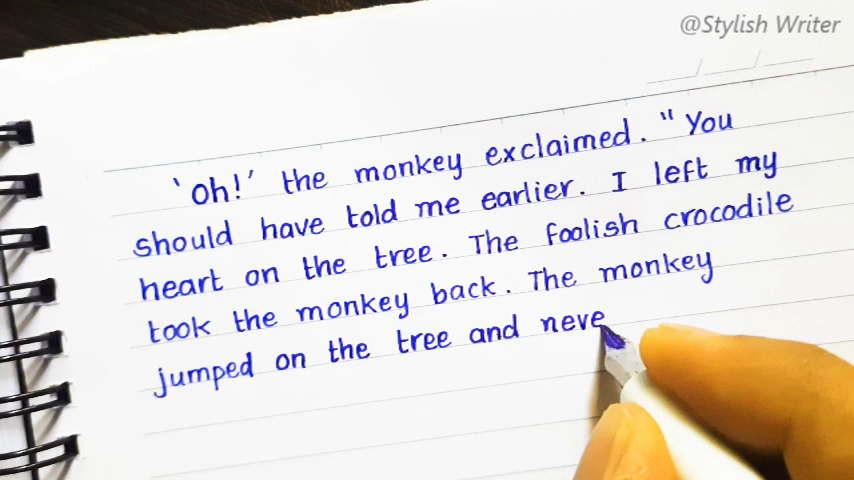 @Stylish Writer
'Oh!' the monkey exclaimed. "You
should have told me earlier. I left my
heart on the tree. The foolish crocodile
took the monkey back. The monkey
jumped on the tree and neve